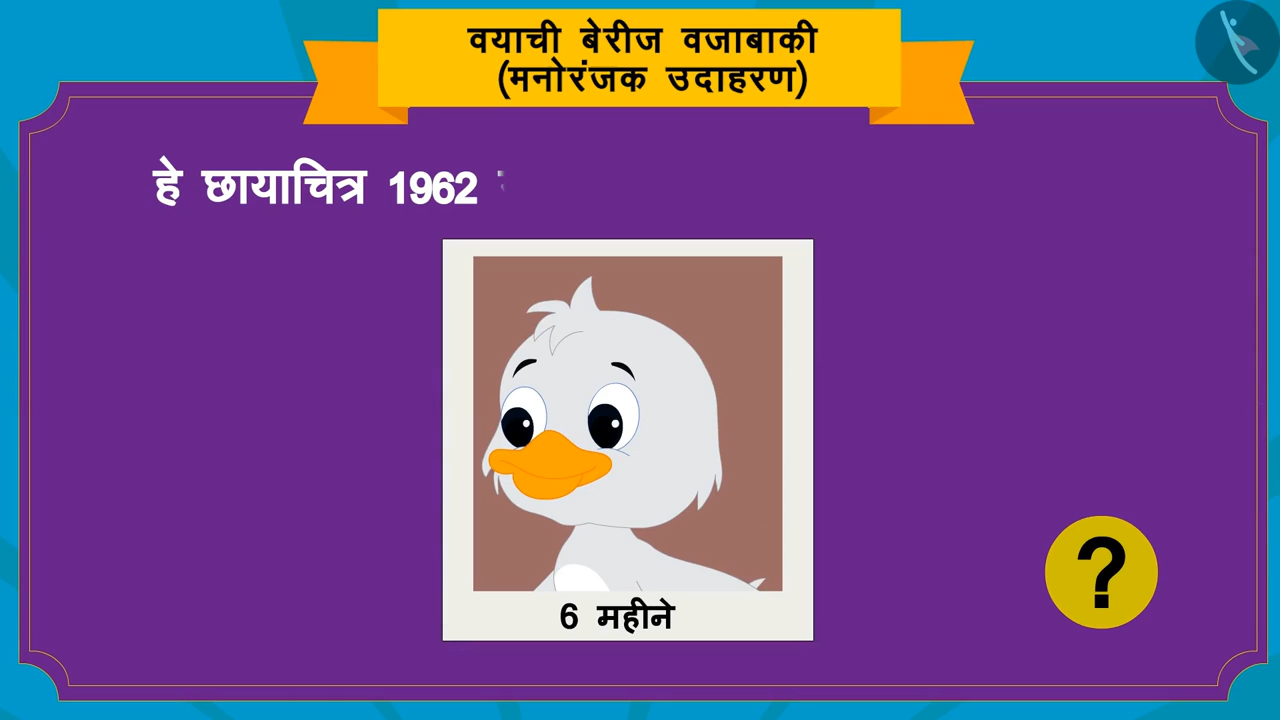 वयाची बेरीज वजाबाकी
(मनोरंजक उदाहरण)
हे छायाचित्र 1962
6 महीने
?